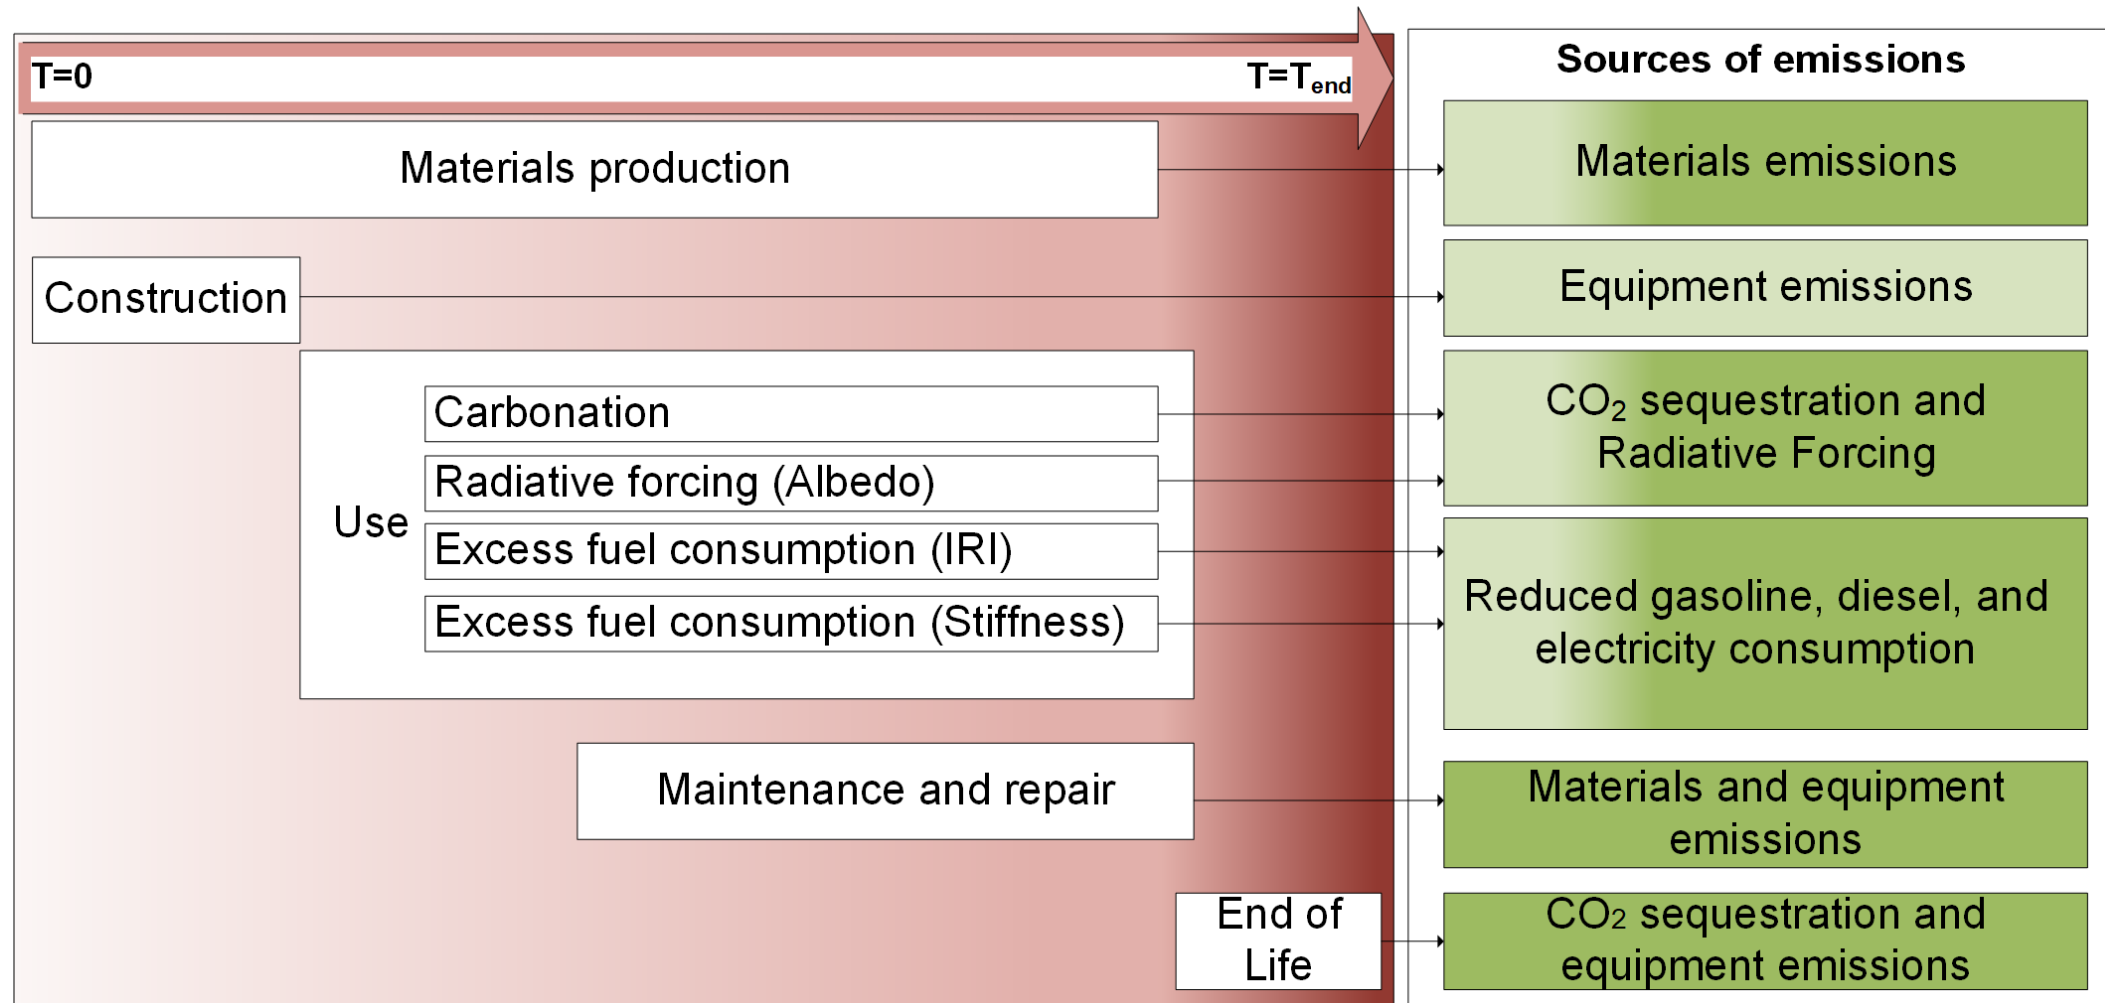 T=0
T=Tend
Sources of emissions
Materials production
Materials emissions
Construction
Equipment emissions
Use
Carbonation
Radiative forcing (Albedo)
Excess fuel consumption (IRI)
Excess fuel consumption (Stiffness)
CO₂ sequestration and
Radiative Forcing
Reduced gasoline, diesel, and
electricity consumption
Maintenance and repair
Materials and equipment
emissions
End of
Life
CO₂ sequestration and
equipment emissions